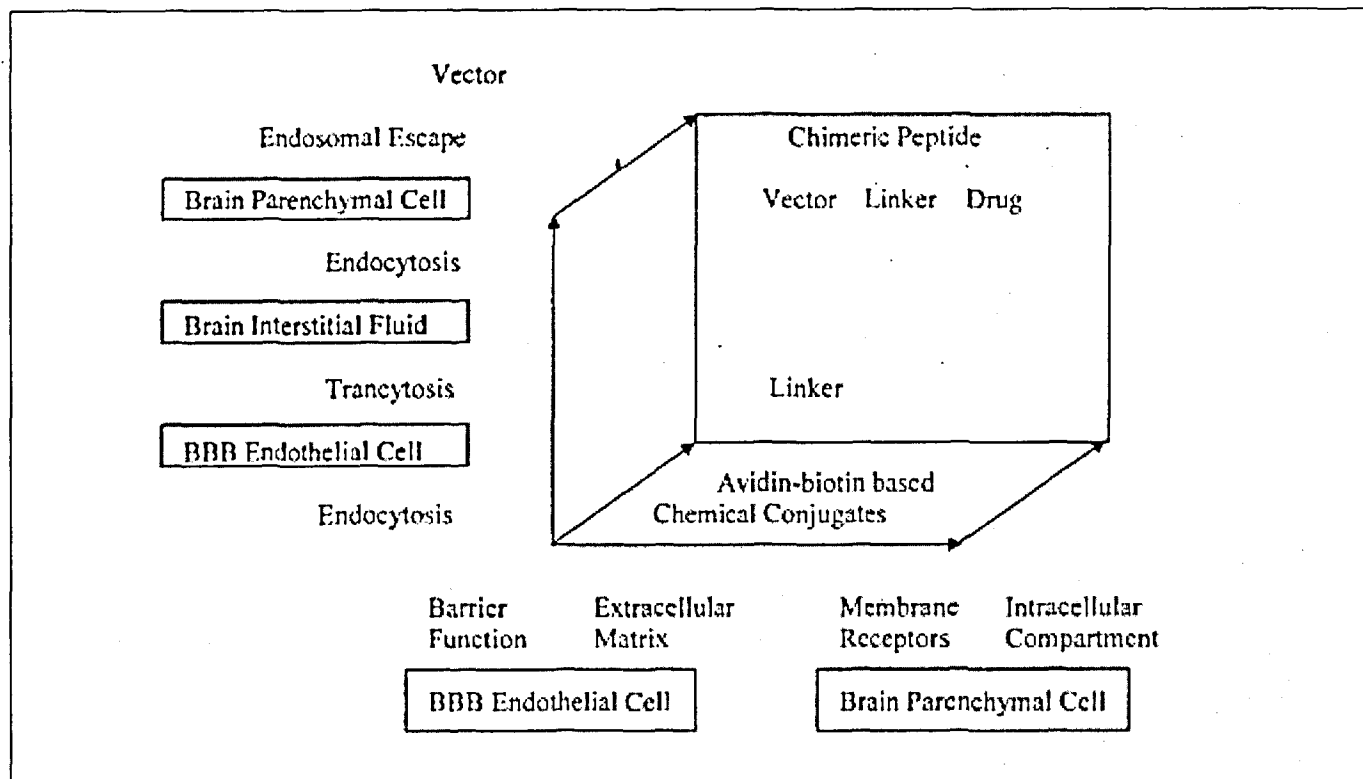 Vector
Endosomal Escape
Chimeric Peptide
Brain Parenchymal Cell
Vector Linker Drug
Endocytosis
Brain Interstitial Fluid
Trancytosis
Linker
BBB Endothelial Cell
Avidin-biotin based
Endocytosis
Chemical Conjugates
Barrier Extracellular Membrane Intracellular
Function Matrix Receptors Compartment
BBB Endothelial Cell Brain Parenchymal Cell